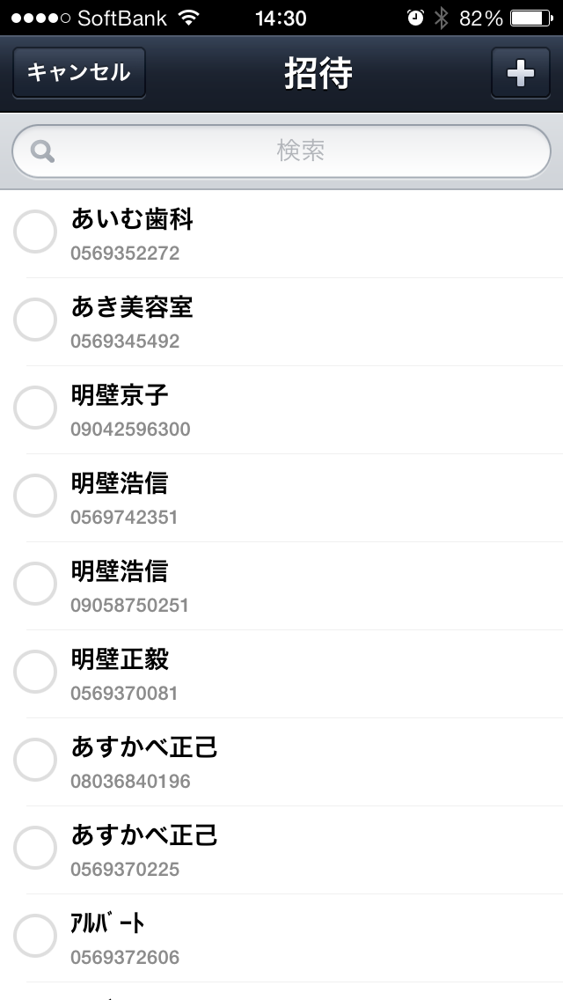 SoftBank 14:30 82%
キャンセル 招待 +
検索
あいむ歯科
0569352272
あき美容室
0569345492
明壁京子
09042596300
明壁浩信
0569742351
明壁浩信
09058750251
明壁正毅
0569370081
あすかべ正己
08036840196
あすかべ正己
0569370225
ｱﾙﾊﾞｰﾄ
0569372606